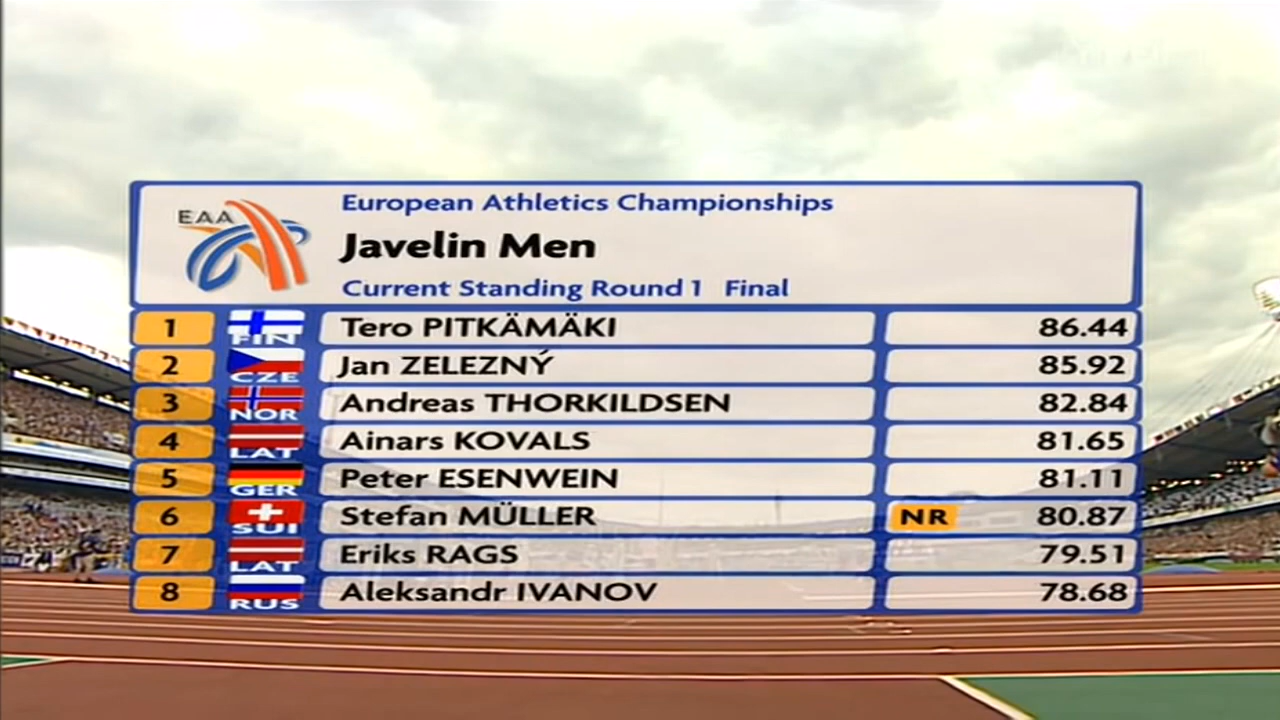 EAA
European Athletics Championships
Javelin Men
Current Standing Round 1 Final
1 FIN Tero PITKÄMÄKI 86.44
2 CZE Jan ZELEZNÝ 85.92
3 NOR Andreas THORKILDSEN 82.84
4 LAT Ainars KOVALS 81.65
5 GER Peter ESENWEIN 81.11
6 SUI Stefan MÜLLER NR 80.87
7 LAT Eriks RAGS 79.51
8 RUS Aleksandr IVANOV 78.68